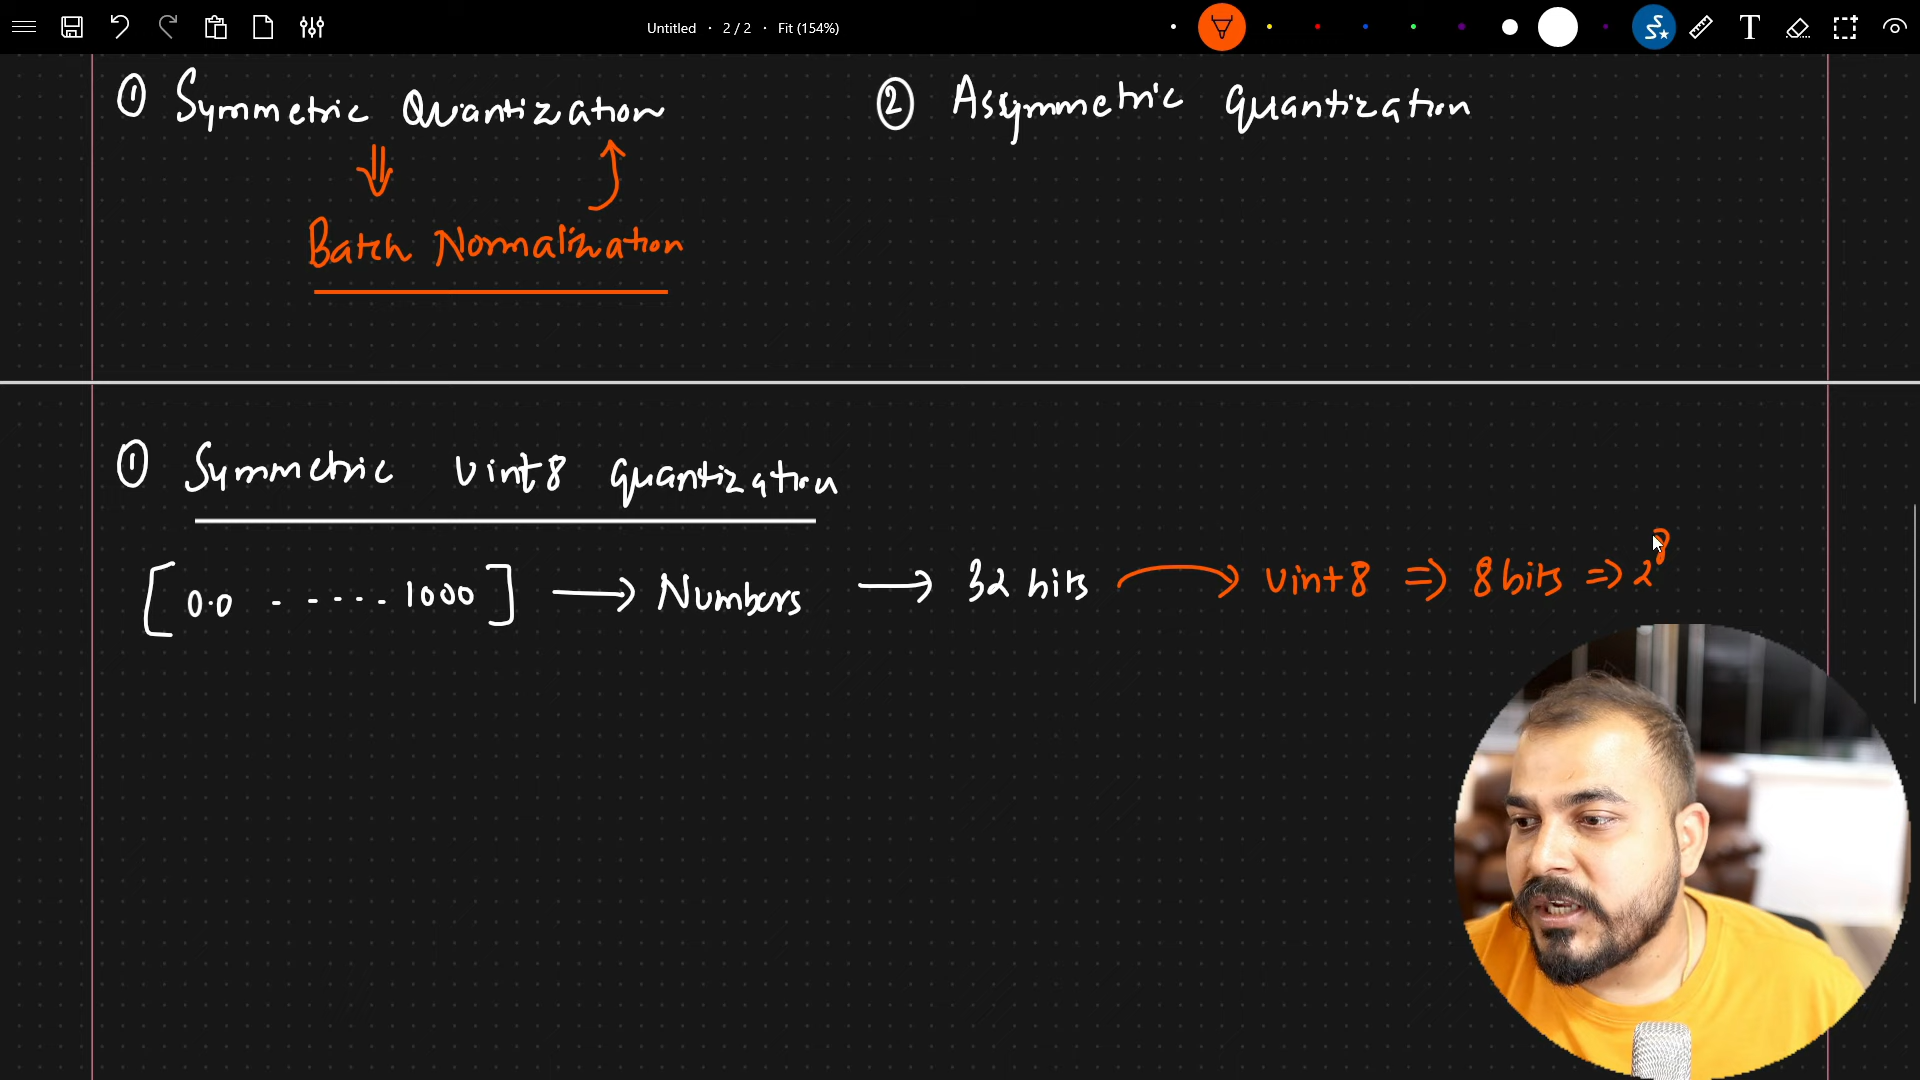 Untitled · 2 / 2 · Fit (154%)
① Symmetric Quantization
② Assymmetric Quantization
Batch Normalization
① Symmetric Uint8 Quantization
[0.0 - - - - - - 1000] → Numbers → 32 bits → Uint8 ⇒ 8 bits ⇒ 2⁸